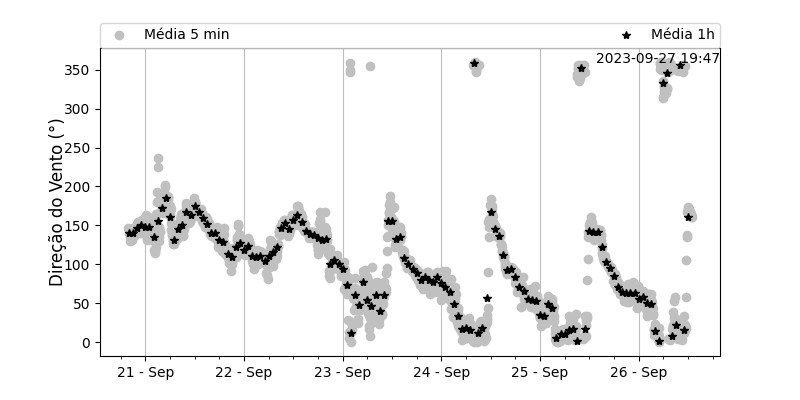 Média 5 min
Média 1h
2023-09-27 19:47
Direção do Vento (°)
350
300
250
200
150
100
50
0
21 - Sep
22 - Sep
23 - Sep
24 - Sep
25 - Sep
26 - Sep